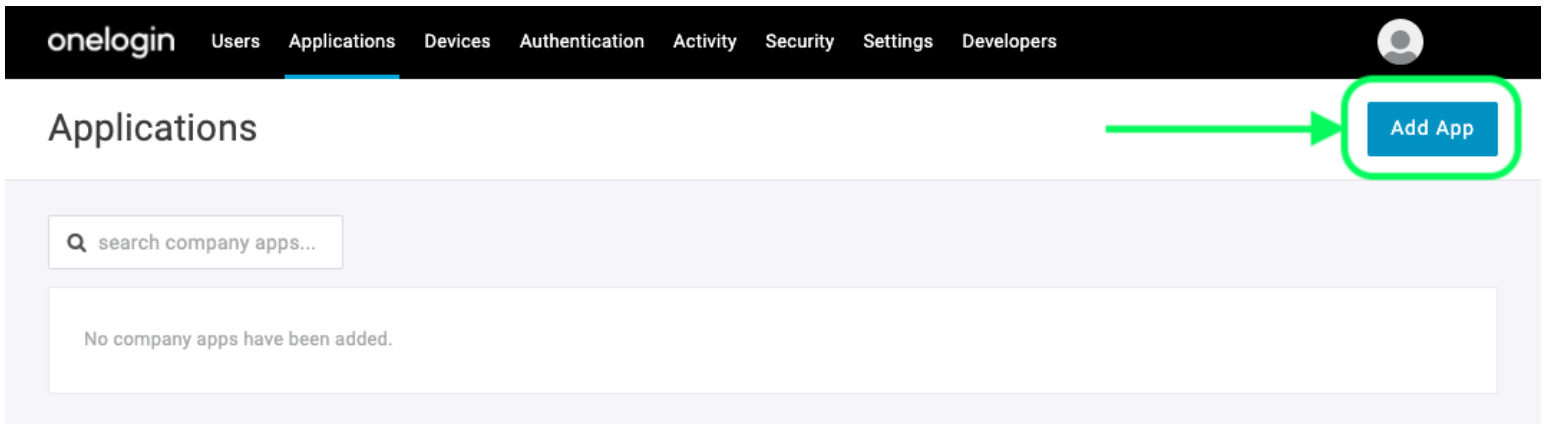 onelogin Users Applications Devices Authentication Activity Security Settings Developers
Applications
Add App
search company apps...
No company apps have been added.